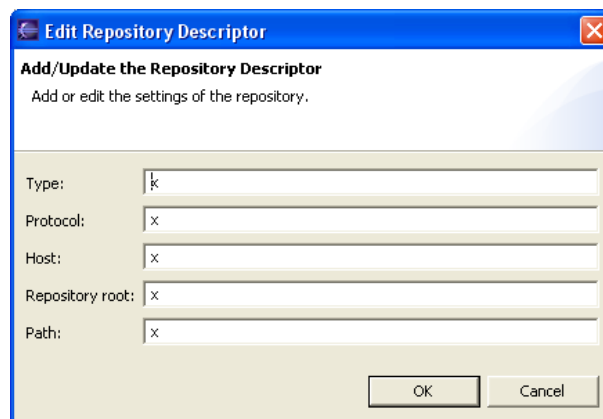 Edit Repository Descriptor
Add/Update the Repository Descriptor
Add or edit the settings of the repository.
Type: x
Protocol: x
Host: x
Repository root: x
Path: x
OK Cancel